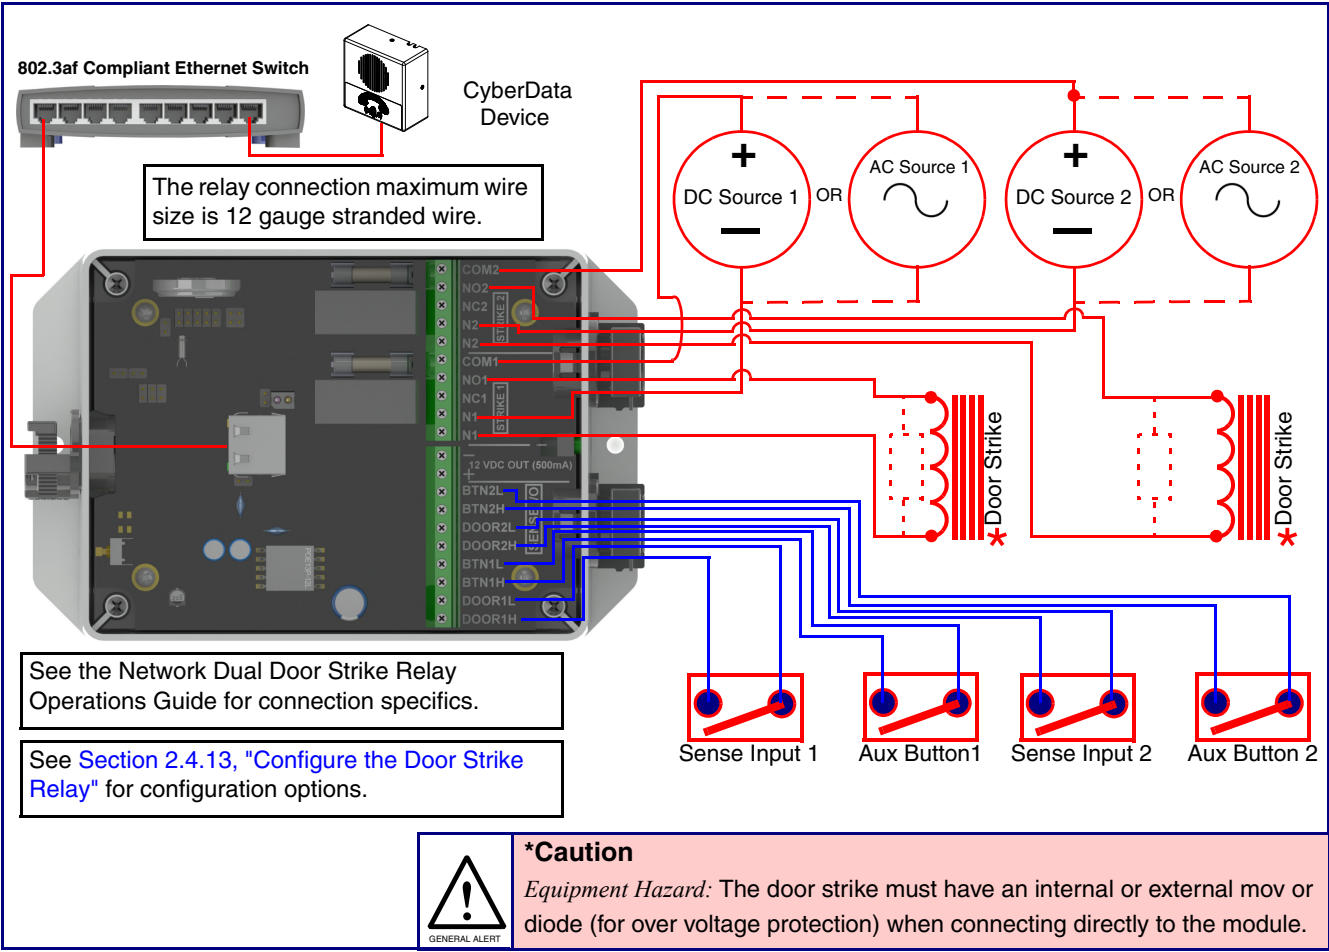 802.3af Compliant Ethernet Switch
CyberData
Device
The relay connection maximum wire
size is 12 gauge stranded wire.
+
DC Source 1
OR
AC Source 1
+
DC Source 2
OR
AC Source 2
COM2
NO2
NC2
N2
N2
STRIKE 2
COM1
NO1
NC1
N1
N1
STRIKE 1
-
12 VDC OUT (500mA)
+
BTN2L
BTN2H
DOOR2L
DOOR2H
BTN1L
BTN1H
DOOR1L
DOOR1H
*Door Strike
*Door Strike
Sense Input 1
Aux Button1
Sense Input 2
Aux Button 2
See the Network Dual Door Strike Relay
Operations Guide for connection specifics.
See Section 2.4.13, "Configure the Door Strike
Relay" for configuration options.
GENERAL ALERT
*Caution
Equipment Hazard: The door strike must have an internal or external mov or
diode (for over voltage protection) when connecting directly to the module.